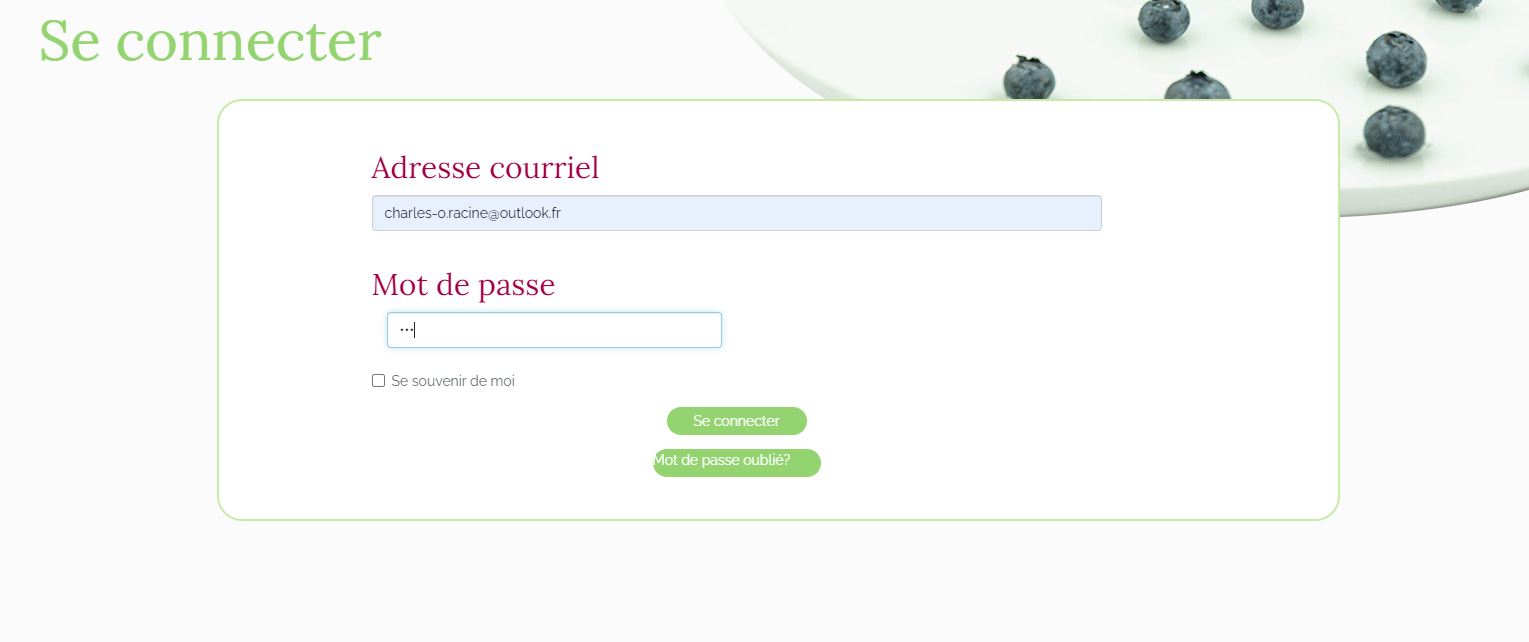 Se connecter
Adresse courriel
charles-o.racine@outlook.fr
Mot de passe
···
Se souvenir de moi
Se connecter
Mot de passe oublié?